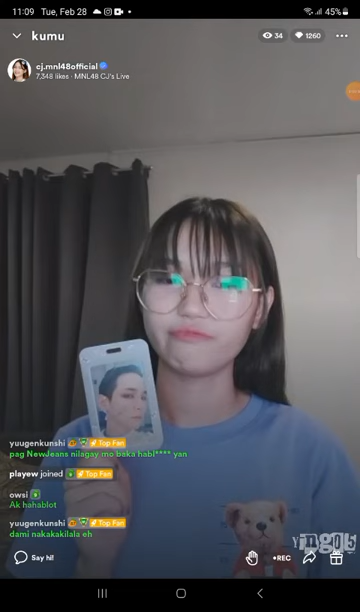 11:09 Tue, Feb 28 • 45%
kumu 34 1260
cj.mnl48official
7,348 likes · MNL48 CJ's Live
yuugenkunshi Top Fan
pag NewJeans nilagay mo baka habl**** yan
playew joined Top Fan
owsi
Ak hahablot
yuugenkunshi Top Fan
dami nakakakilala eh
Say hi! •REC